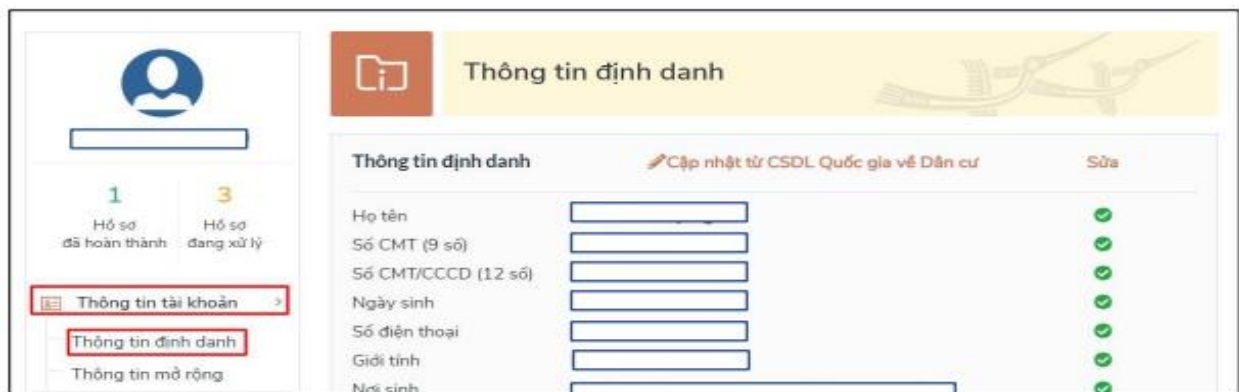 Thông tin định danh
Thông tin định danh
Cập nhật từ CSDL Quốc gia về Dân cư
Sửa
1
3
Hồ sơ
đã hoàn thành
Hồ sơ
đang xử lý
Họ tên
Số CMT (9 số)
Số CMT/CCCD (12 số)
Ngày sinh
Số điện thoại
Giới tính
Nơi sinh
Thông tin tài khoản
Thông tin định danh
Thông tin mở rộng